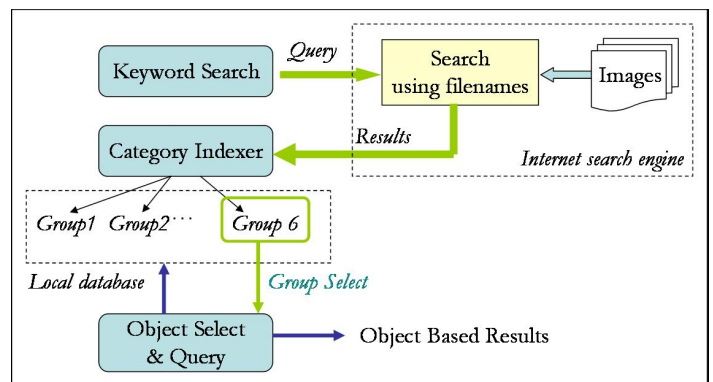 Keyword Search
Query
Search
using filenames
Images
Internet search engine
Results
Category Indexer
Group1 Group2 ··· Group 6
Local database
Group Select
Object Select
& Query
Object Based Results